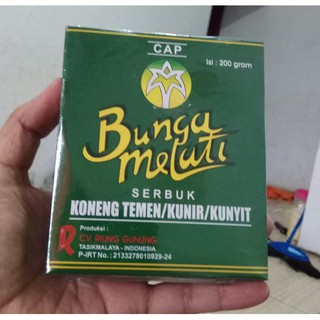 CAP
Isi : 200 gram
Bunga
melati
SERBUK
KONENG TEMEN/KUNIR/KUNYIT
Produksi :
CV. RIUNG GUNUNG
TASIKMALAYA - INDONESIA
P-IRT No.: 2133278010929-24